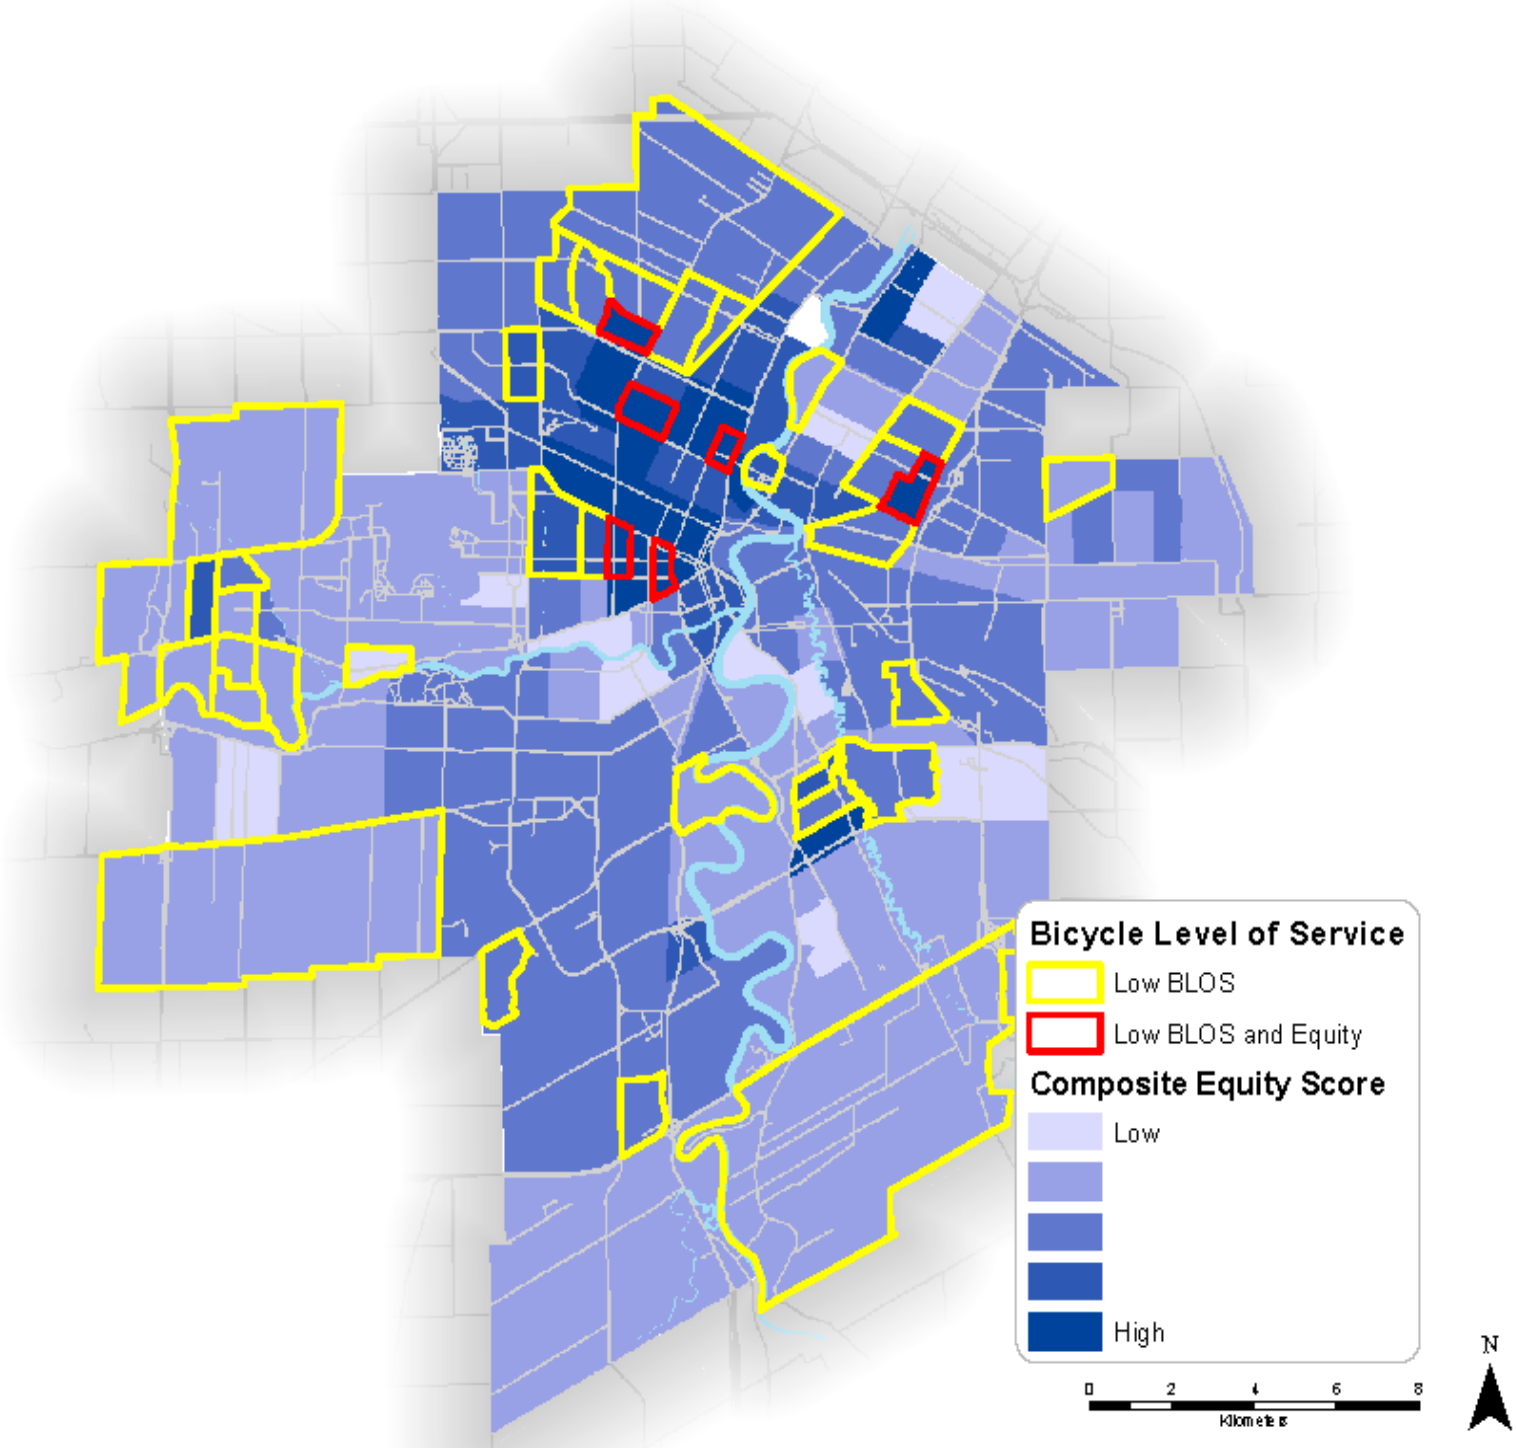 Bicycle Level of Service
Low BLOS
Low BLOS and Equity
Composite Equity Score
Low
High
N
0 2 4 6 8
Kilometers